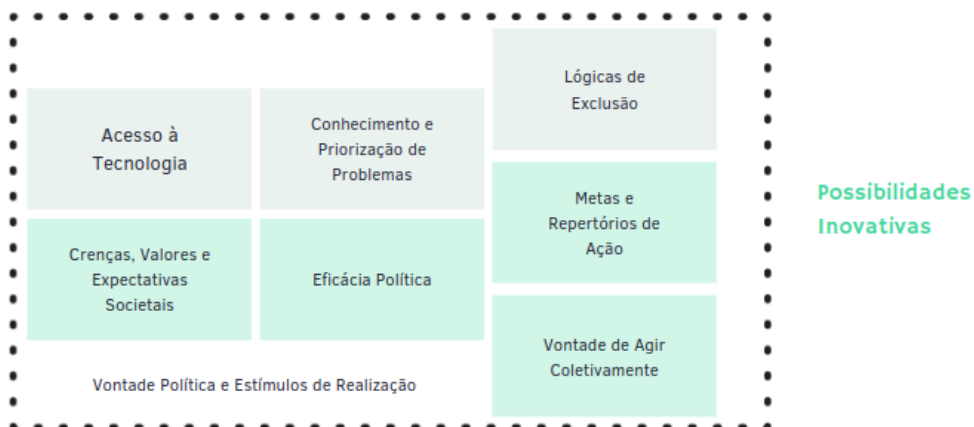 Lógicas de
Exclusão
Acesso à
Tecnologia
Conhecimento e
Priorização de
Problemas
Metas e
Repertórios de
Ação
Possibilidades
Inovativas
Crenças, Valores e
Expectativas
Societais
Eficácia Política
Vontade de Agir
Coletivamente
Vontade Política e Estímulos de Realização